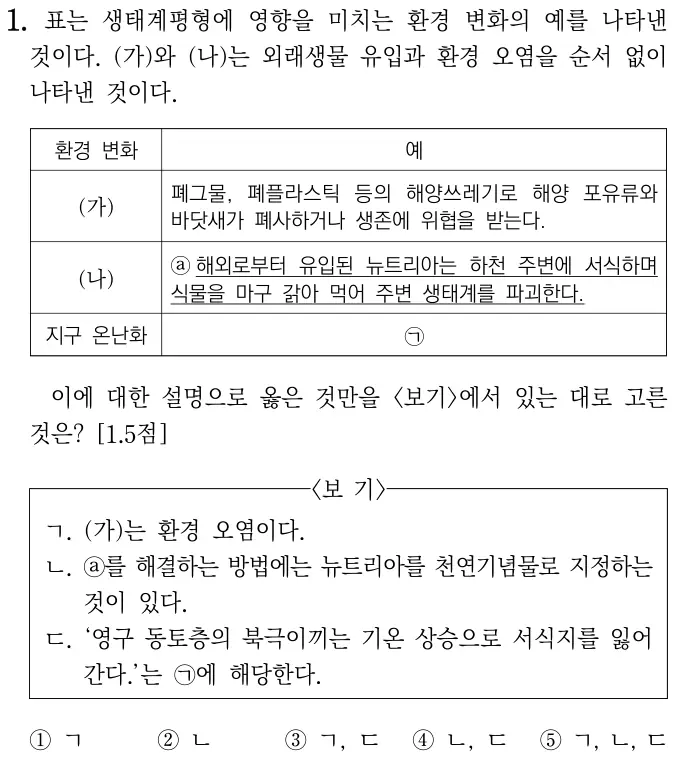 1. 표는 생태계평형에 영향을 미치는 환경 변화의 예를 나타낸
것이다. (가)와 (나)는 외래생물 유입과 환경 오염을 순서 없이
나타낸 것이다.
환경 변화 예
(가) 폐그물, 폐플라스틱 등의 해양쓰레기로 해양 포유류와
바닷새가 폐사하거나 생존에 위협을 받는다.
(나) ⓐ 해외로부터 유입된 뉴트리아는 하천 주변에 서식하며
식물을 마구 갉아 먹어 주변 생태계를 파괴한다.
지구 온난화 ㉠
이에 대한 설명으로 옳은 것만을 〈보기〉에서 있는 대로 고른
것은? [1.5점]
〈보 기〉
ㄱ. (가)는 환경 오염이다.
ㄴ. ⓐ를 해결하는 방법에는 뉴트리아를 천연기념물로 지정하는
것이 있다.
ㄷ. ‘영구 동토층의 북극이끼는 기온 상승으로 서식지를 잃어
간다.’는 ㉠에 해당한다.
① ㄱ ② ㄴ ③ ㄱ, ㄷ ④ ㄴ, ㄷ ⑤ ㄱ, ㄴ, ㄷ